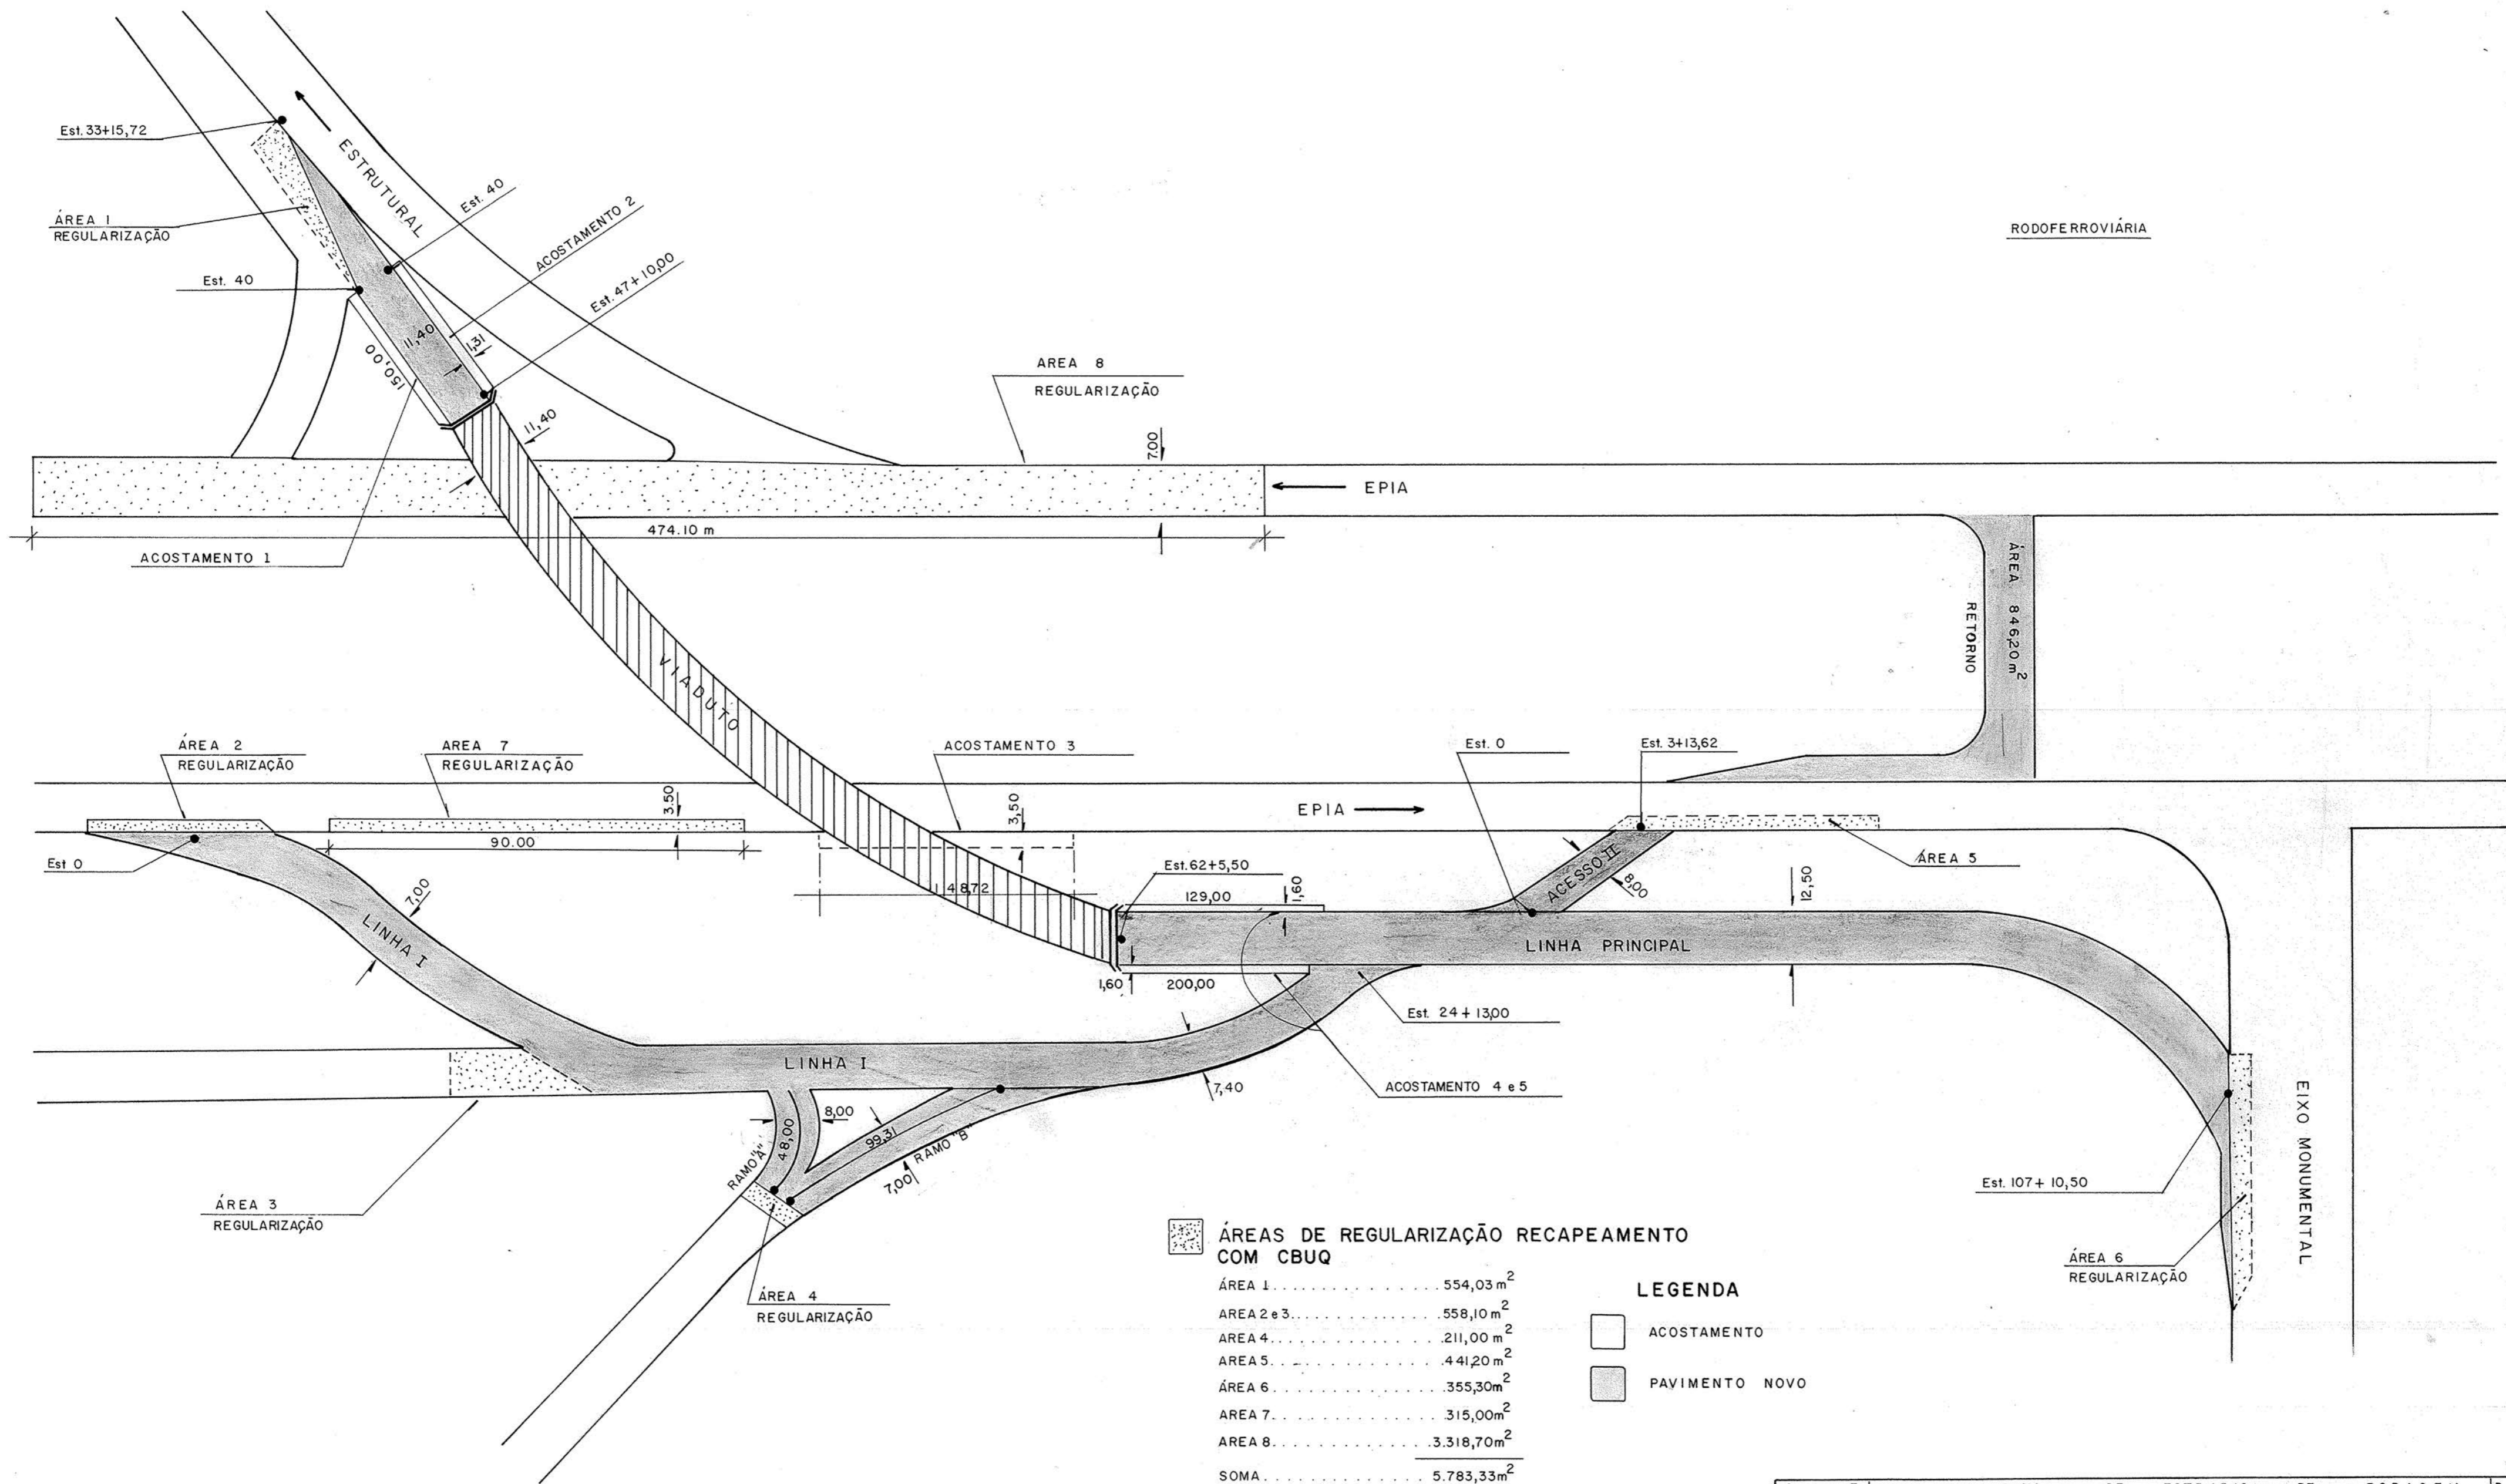 Est. 33+15,72
ESTRUTURAL
Est. 40
ÁREA 1
REGULARIZAÇÃO
ACOSTAMENTO 2
RODOFERROVIÁRIA
Est. 40
Est. 47+10,00
11,40
1,31
150,00
AREA 8
REGULARIZAÇÃO
11,40
7,00
EPIA
474.10 m
ACOSTAMENTO 1
ÁREA 846,20 m2
RETORNO
VIADUTO
ÁREA 2
REGULARIZAÇÃO
AREA 7
REGULARIZAÇÃO
ACOSTAMENTO 3
Est. 0
Est. 3+13,62
3.50
3,50
EPIA
Est 0
90.00
Est. 62+5,50
ACESSO II
8,00
ÁREA 5
148,72
129,00
1,60
12,50
7,00
LINHA I
LINHA PRINCIPAL
1,60
200,00
Est. 24+13,00
LINHA I
7,40
ACOSTAMENTO 4 e 5
8,00
48,00
99,31
RAMO "A"
RAMO "B"
7,00
EIXO MONUMENTAL
Est. 107+10,50
ÁREA 3
REGULARIZAÇÃO
ÁREA 6
REGULARIZAÇÃO
ÁREA 4
REGULARIZAÇÃO
ÁREAS DE REGULARIZAÇÃO RECAPEAMENTO
COM CBUQ
ÁREA 1. . . . . . . . . . . . . . . 554,03 m2
AREA 2 e 3. . . . . . . . . . . . . . 558,10 m2
AREA 4. . . . . . . . . . . . . . . 211,00 m2
AREA 5. . . . . . . . . . . . . . . 441,20 m2
ÁREA 6 . . . . . . . . . . . . . . . 355,30m2
AREA 7. . . . . . . . . . . . . . . 315,00m2
AREA 8. . . . . . . . . . . . . . 3.318,70m2
SOMA. . . . . . . . . . . . . . . 5.783,33m2
LEGENDA
ACOSTAMENTO
PAVIMENTO NOVO